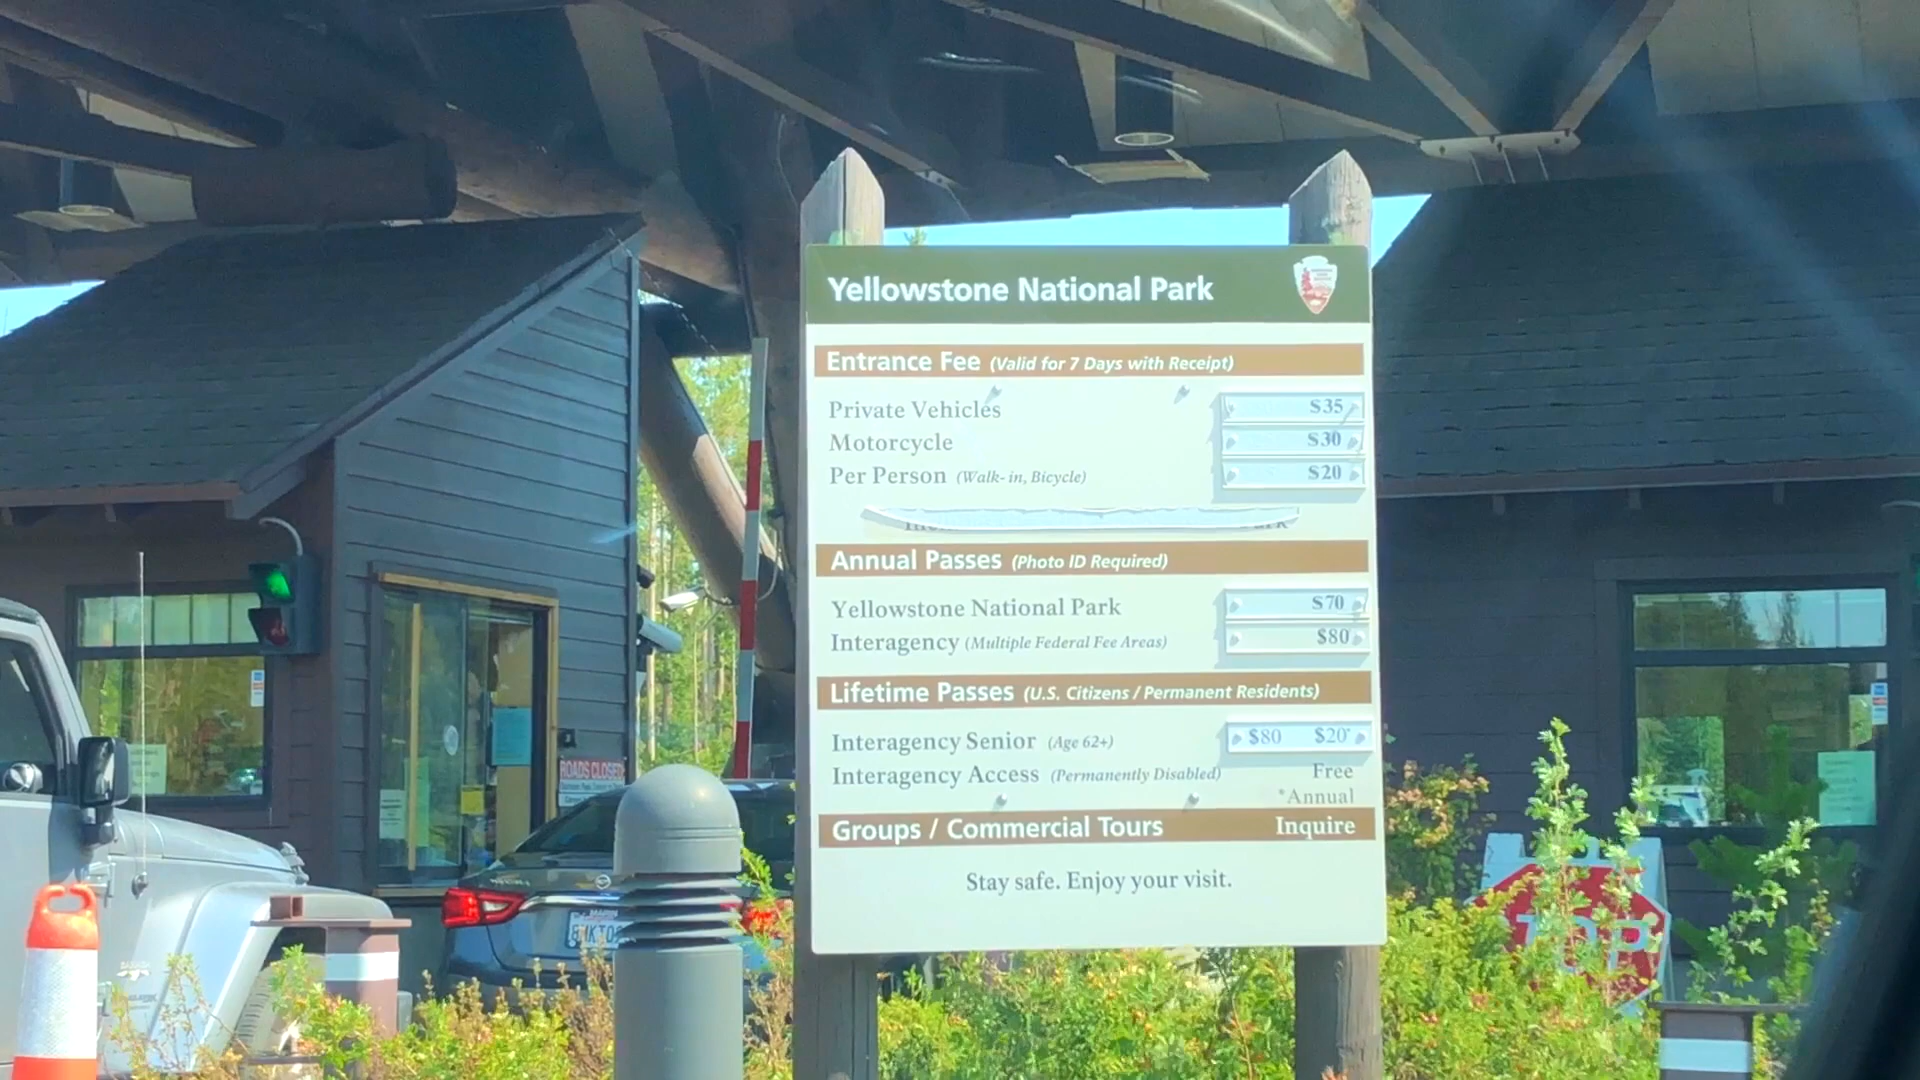 Yellowstone National Park
Entrance Fee (Valid for 7 Days with Receipt)
Private Vehicles $35
Motorcycle $30
Per Person (Walk-in, Bicycle) $20
Annual Passes (Photo ID Required)
Yellowstone National Park $70
Interagency (Multiple Federal Fee Areas) $80
Lifetime Passes (U.S. Citizens / Permanent Residents)
Interagency Senior (Age 62+) $80 $20*
Interagency Access (Permanently Disabled) Free
*Annual
Groups / Commercial Tours Inquire
Stay safe. Enjoy your visit.
ROADS CLOSED
MARIN
TOP